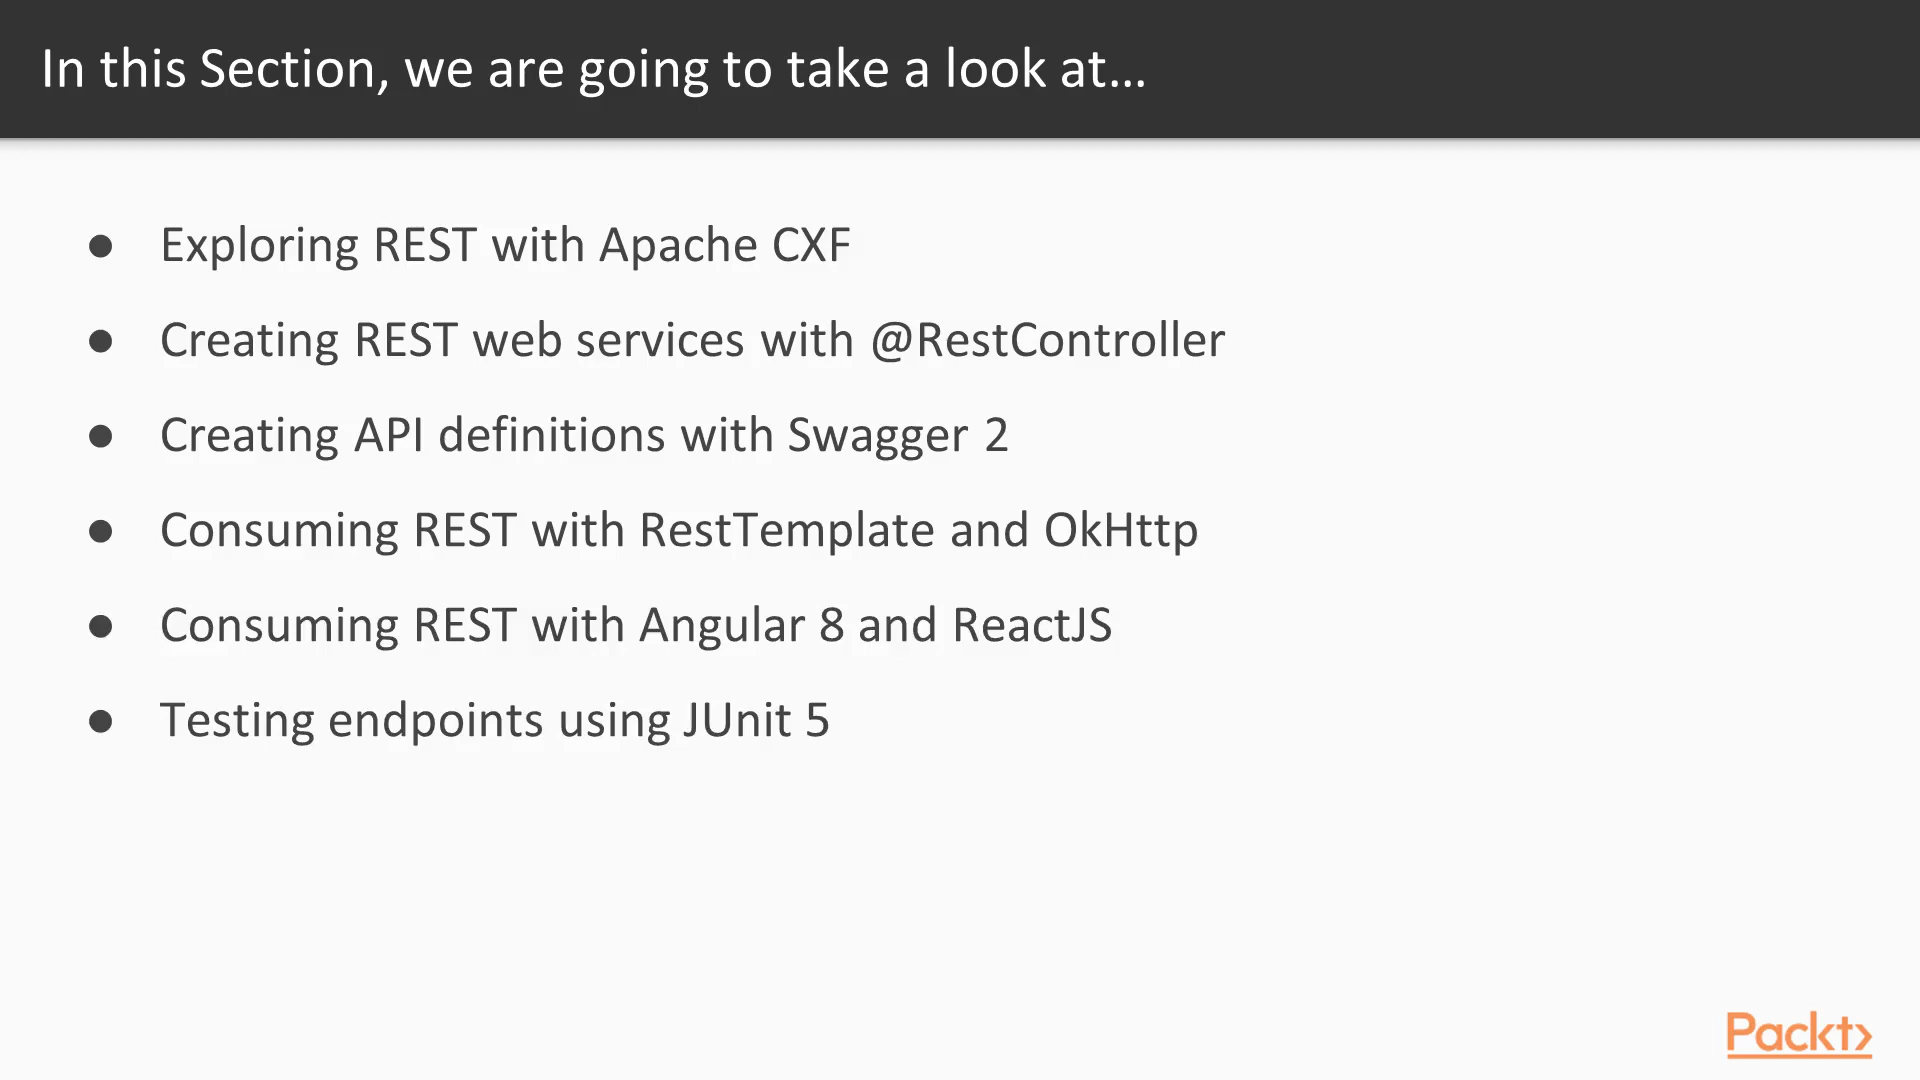 In this Section, we are going to take a look at...
● Exploring REST with Apache CXF
● Creating REST web services with @RestController
● Creating API definitions with Swagger 2
● Consuming REST with RestTemplate and OkHttp
● Consuming REST with Angular 8 and ReactJS
● Testing endpoints using JUnit 5
Packt>